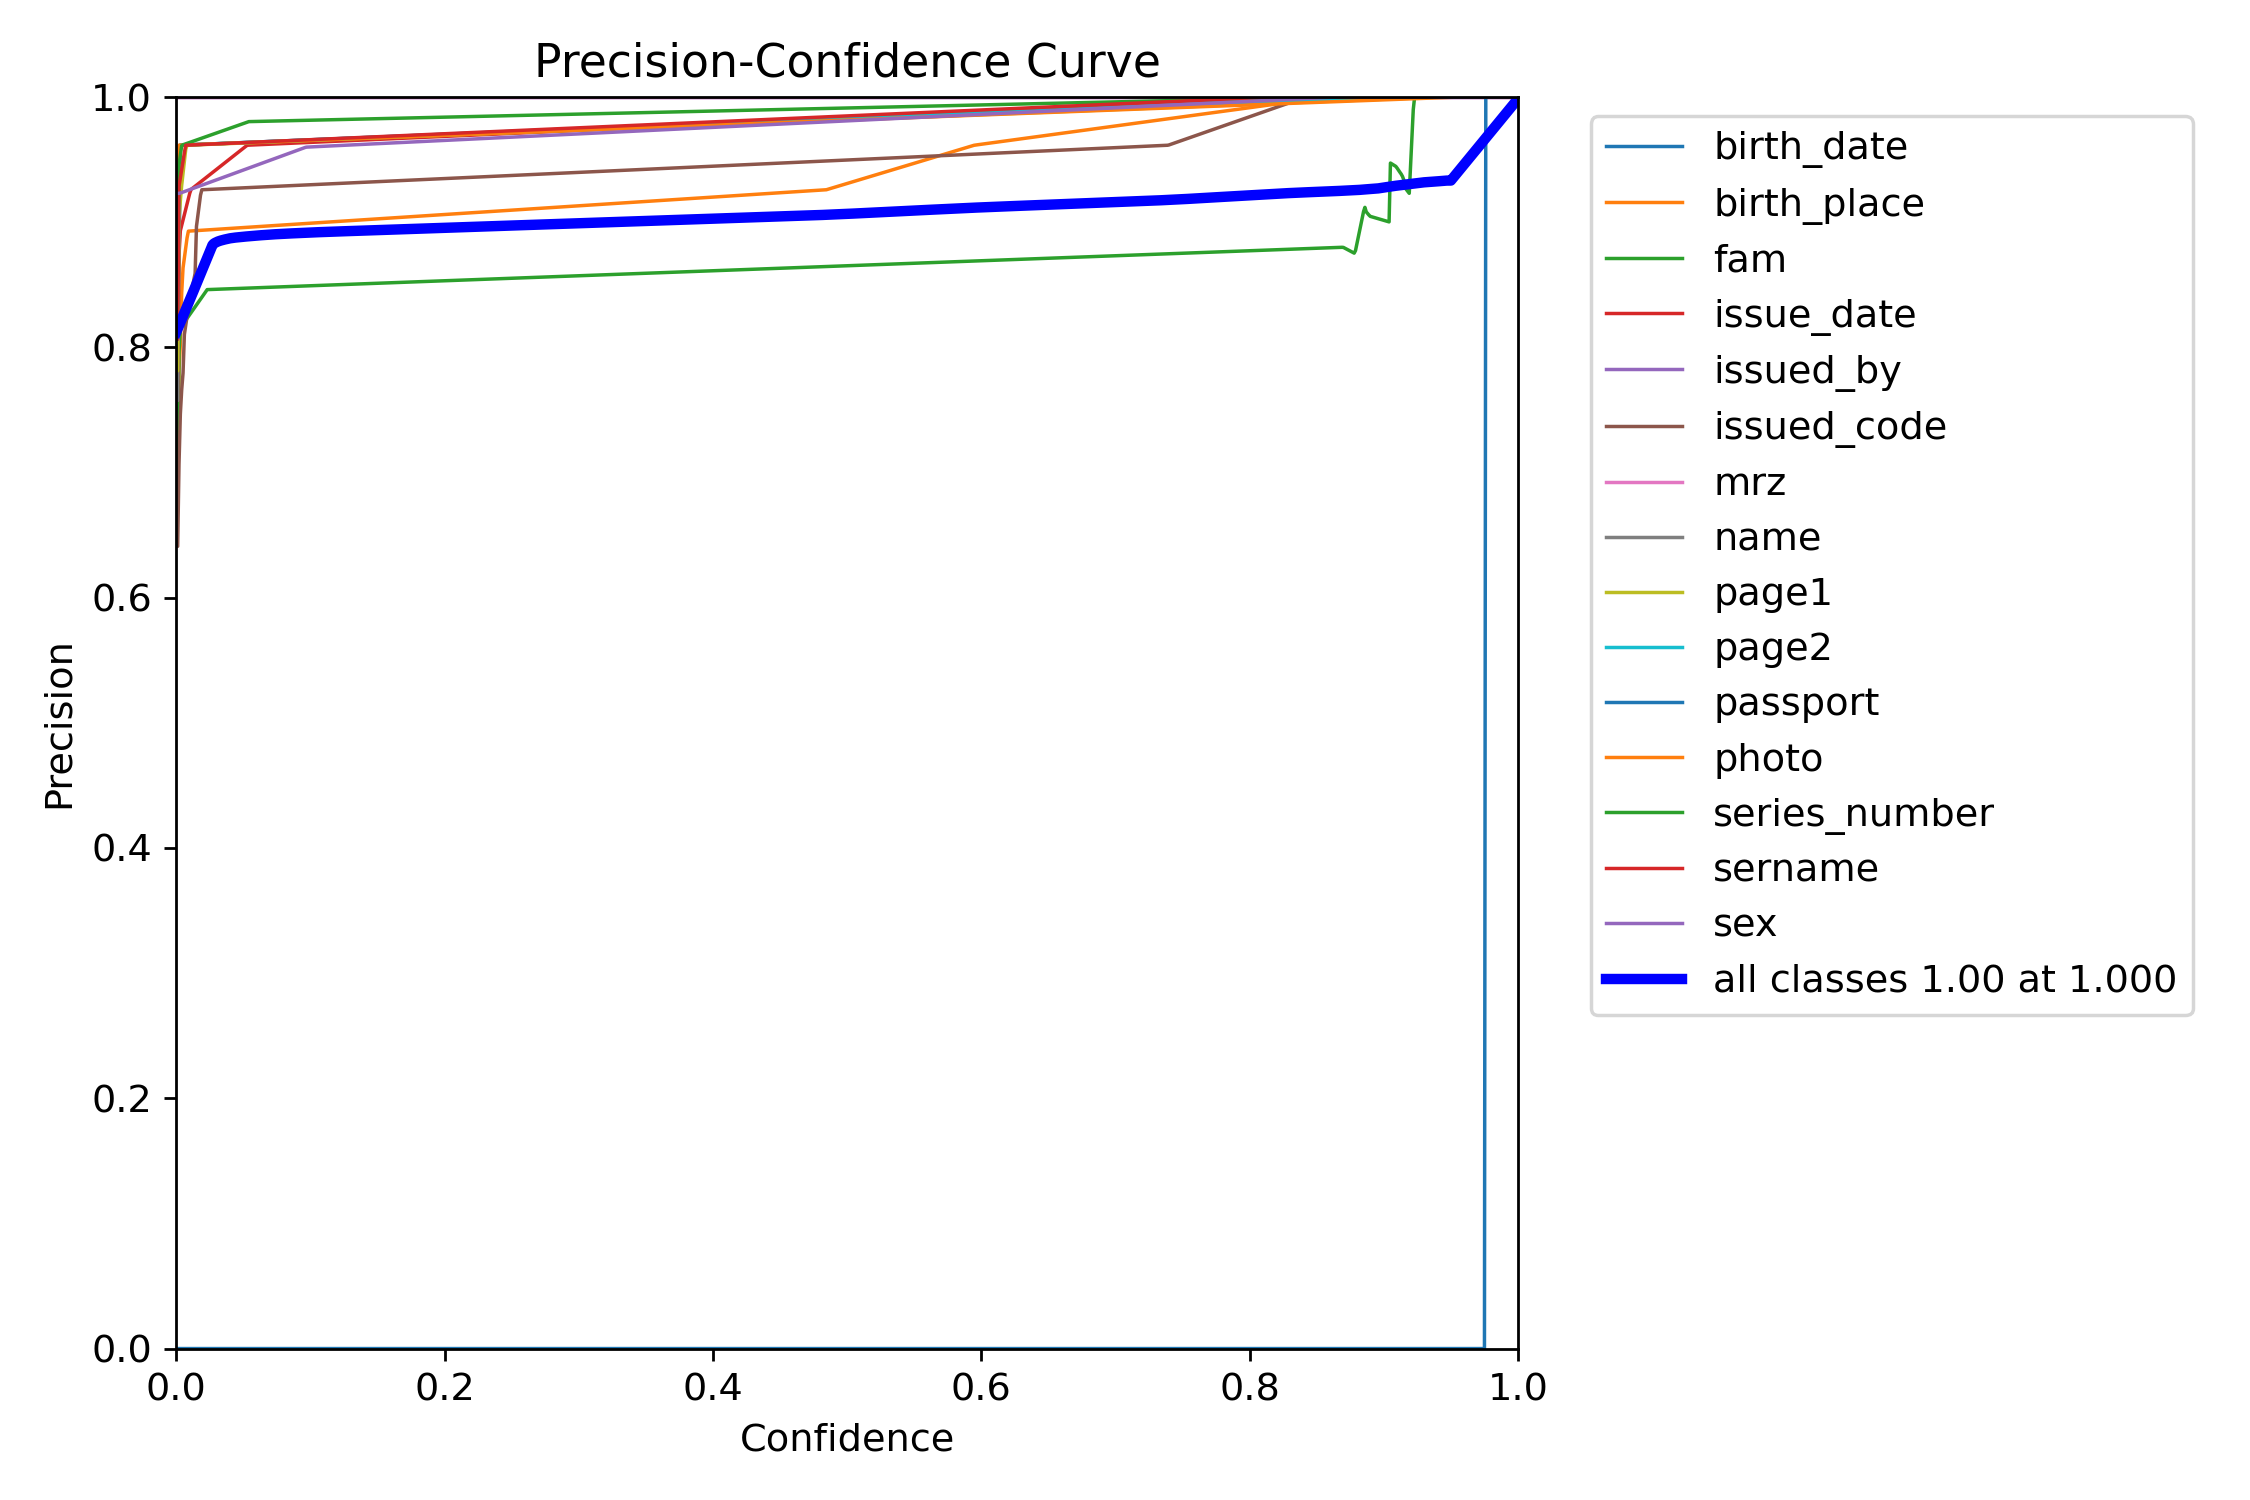 Precision-Confidence Curve
1.0
0.8
0.6
0.4
0.2
0.0
Precision
0.0 0.2 0.4 0.6 0.8 1.0
Confidence
birth_date
birth_place
fam
issue_date
issued_by
issued_code
mrz
name
page1
page2
passport
photo
series_number
sername
sex
all classes 1.00 at 1.000